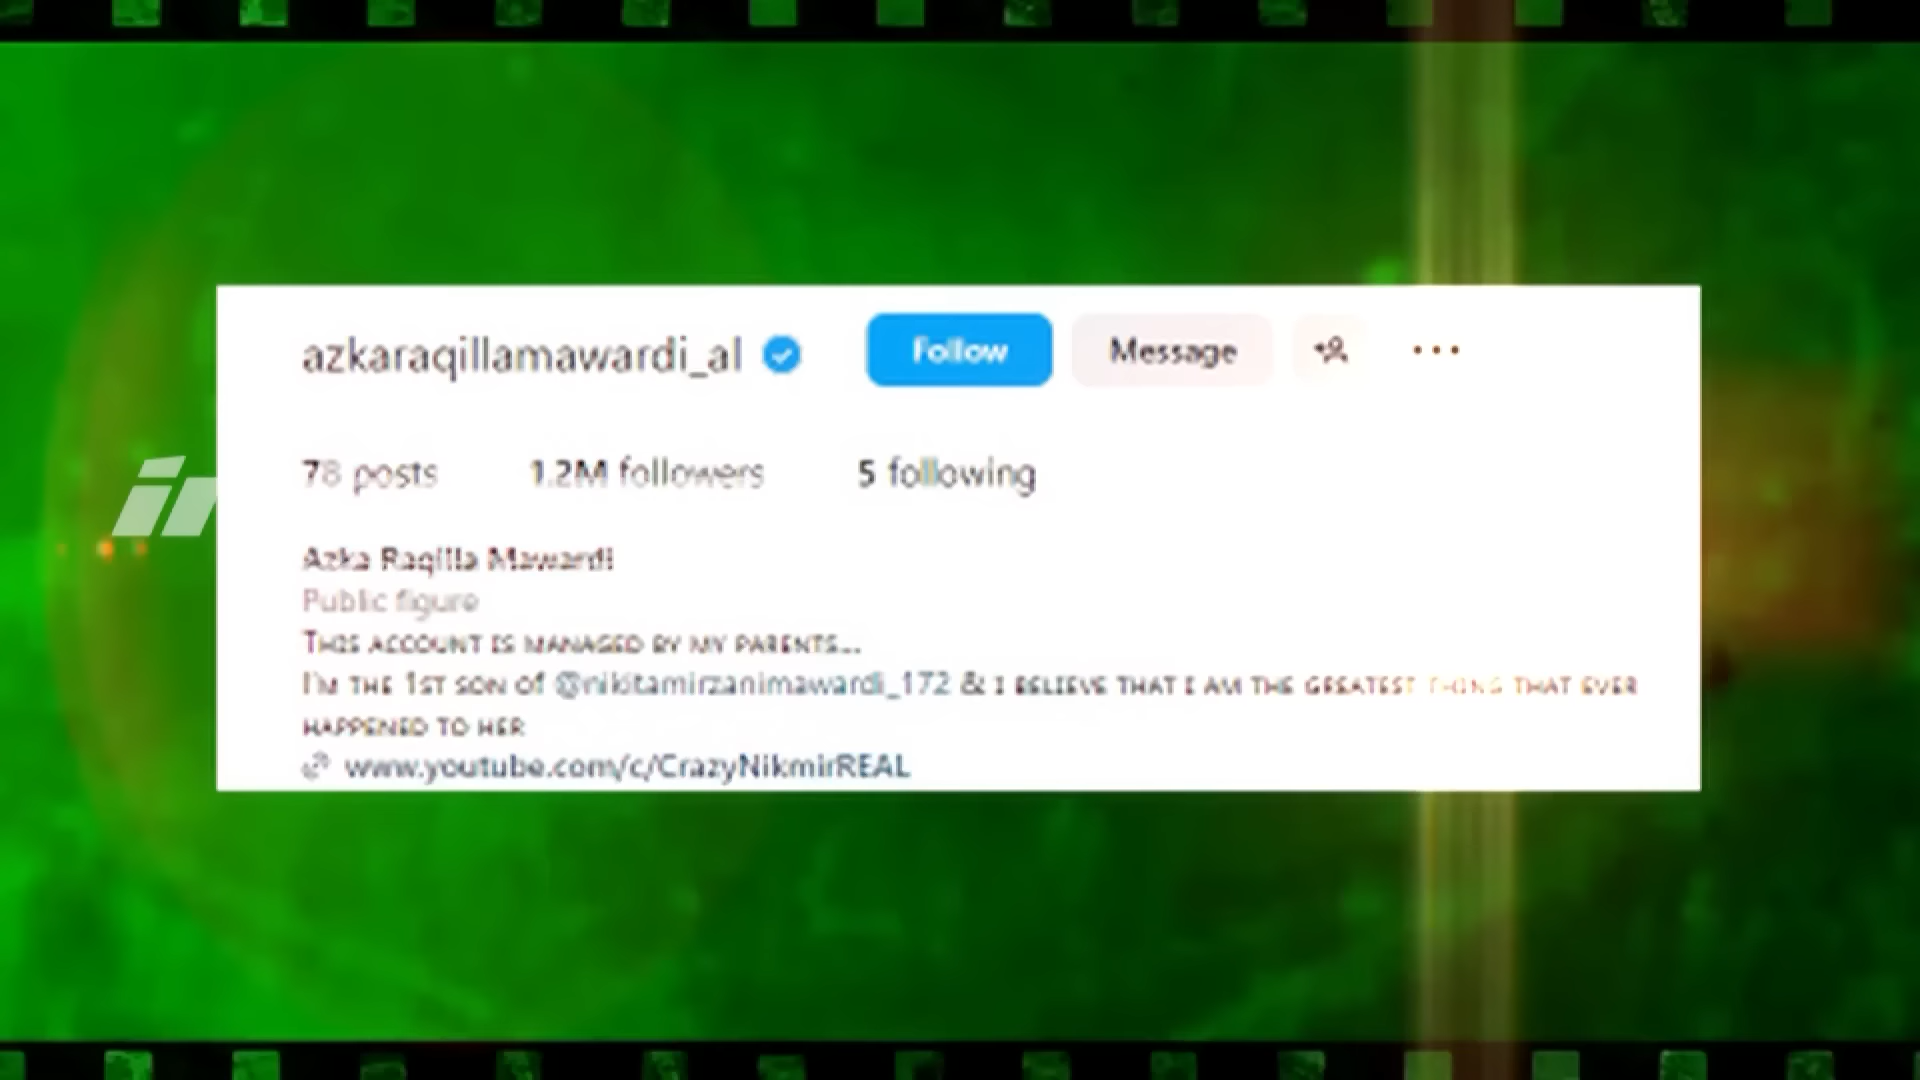 azkaraqillamawardi_al Follow Message ...
78 posts 1.2M followers 5 following
Azka Raqilla Mawardi
Public figure
THIS ACCOUNT IS MANAGED BY MY PARENTS...
I'M THE 1ST SON of @nikitamirzanimawardi_172 & I BELIEVE THAT I AM THE GREATEST THING THAT EVER
HAPPENED TO HER
www.youtube.com/c/CrazyNikmirREAL